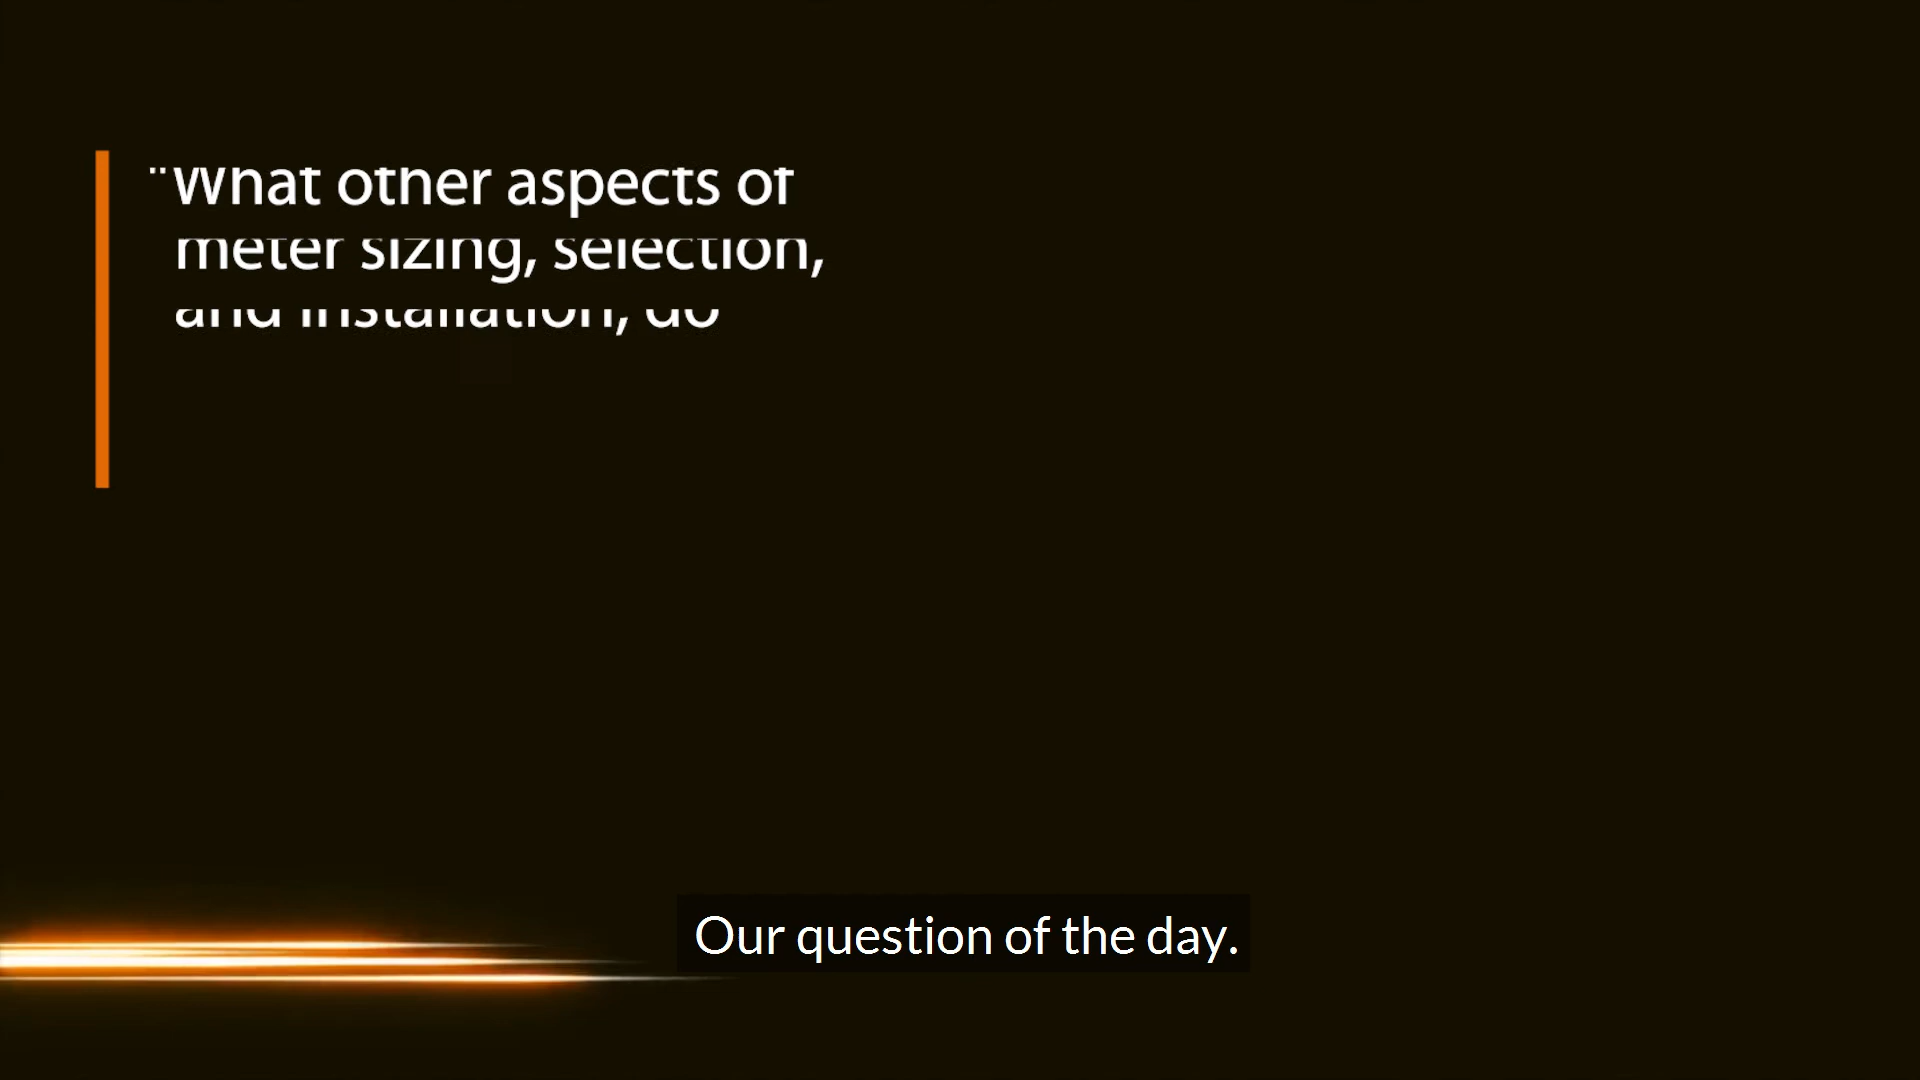 "What other aspects of
meter sizing, selection,
and installation, do
Our question of the day.